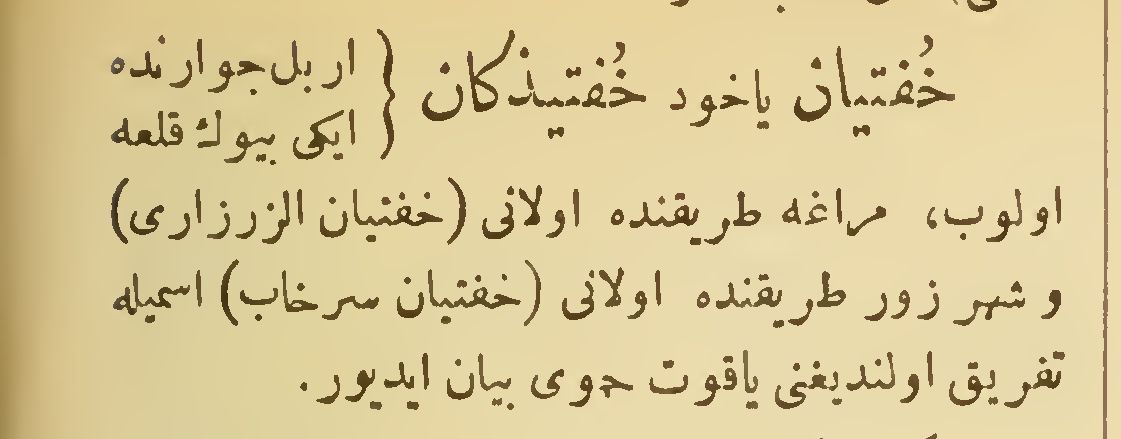 خُفتیان یاخود خُفتیذکان { اربل جوارنده
ایکی بیوك قلعه
اولوب، مراغه طریقنده اولانی (خفتیان الزرزاری)
و شهر زور طریقنده اولانی (خفتیان سرخاب) اسمیله
تفریق اولندیغنی یاقوت حموی بیان ایدیور.